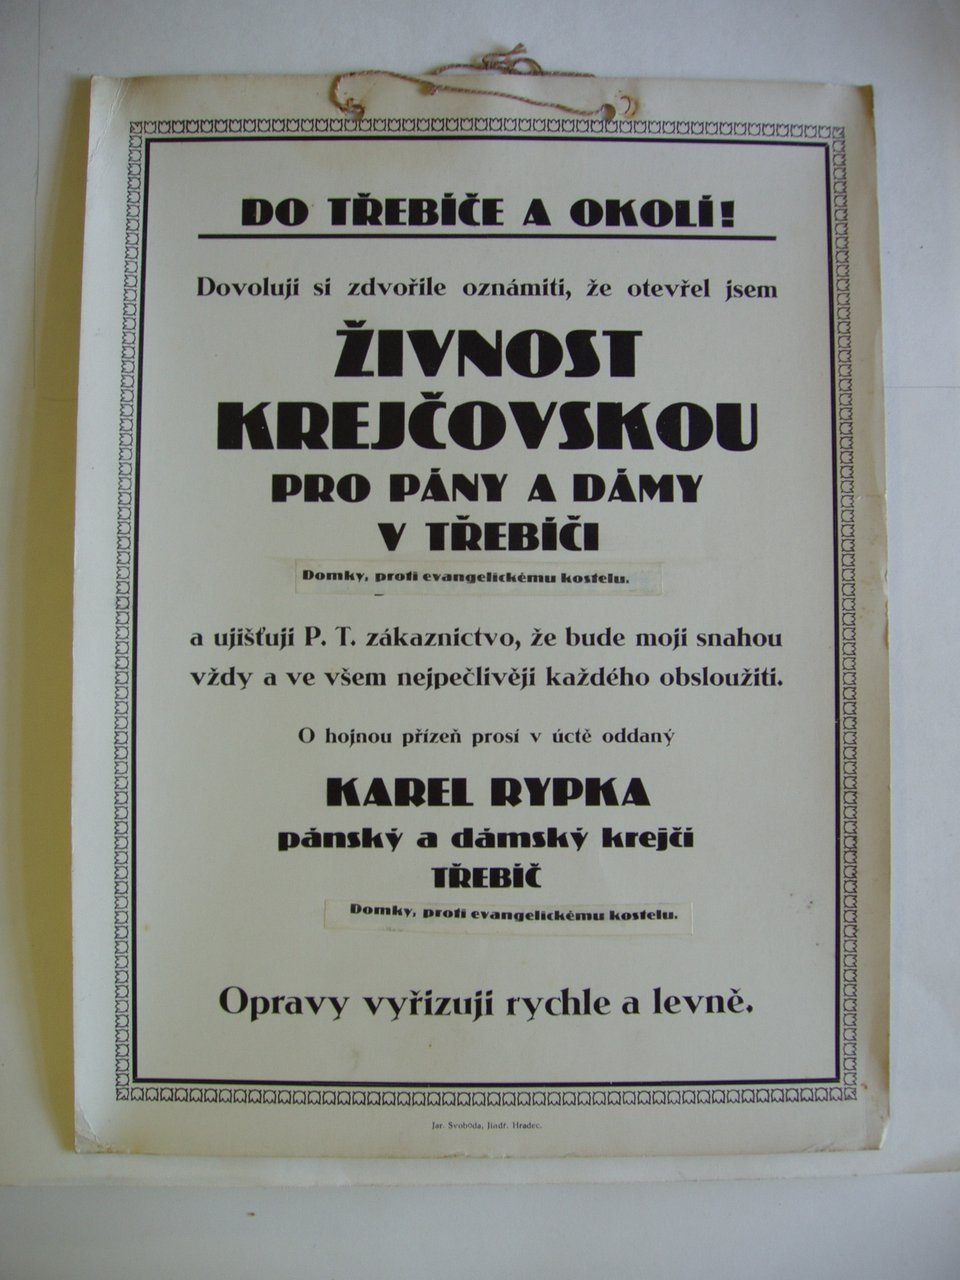 DO TŘEBÍČE A OKOLÍ!
Dovoluji si zdvořile oznámiti, že otevřel jsem
ŽIVNOST
KREJČOVSKOU
PRO PÁNY A DÁMY
V TŘEBÍČI
Domky, proti evangelickému kostelu.
a ujišťuji P. T. zákaznictvo, že bude moji snahou
vždy a ve všem nejpečlivěji každého obsloužiti.
O hojnou přízeň prosí v úctě oddaný
KAREL RYPKA
pánský a dámský krejči
TŘEBÍČ
Domky, proti evangelickému kostelu.
Opravy vyřizuji rychle a levně.
Jar. Svoboda, Jindř. Hradec.